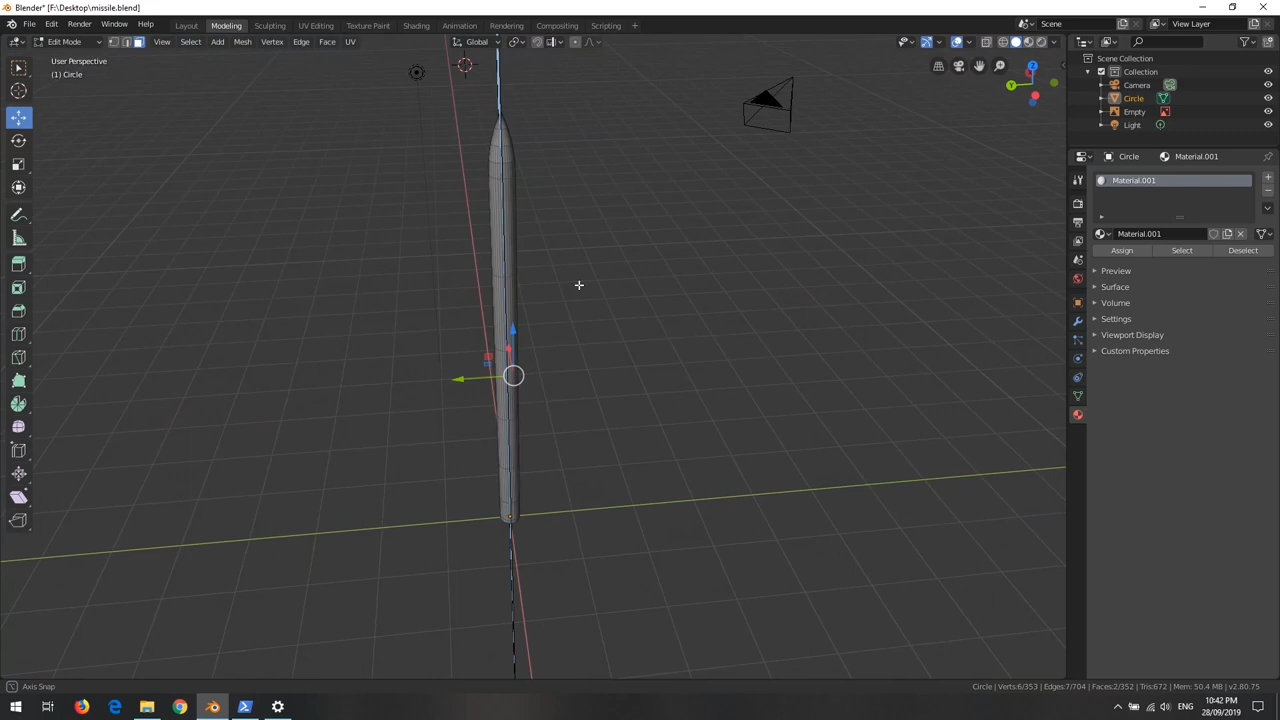 Blender* [F:\Desktop\missile.blend]
File Edit Render Window Help Layout Modeling Sculpting UV Editing Texture Paint Shading Animation Rendering Compositing Scripting + Scene View Layer
Edit Mode View Select Add Mesh Vertex Edge Face UV Global
User Perspective
(1) Circle
Z
Y
Scene Collection
Collection
Camera
Circle
Empty
Light
Circle Material.001
Material.001
Material.001
Assign Select Deselect
Preview
Surface
Volume
Settings
Viewport Display
Custom Properties
Axis Snap
Circle | Verts:6/353 | Edges:7/704 | Faces:2/352 | Tris:672 | Mem: 50.4 MB | v2.80.75
ENG
10:42 PM
28/09/2019